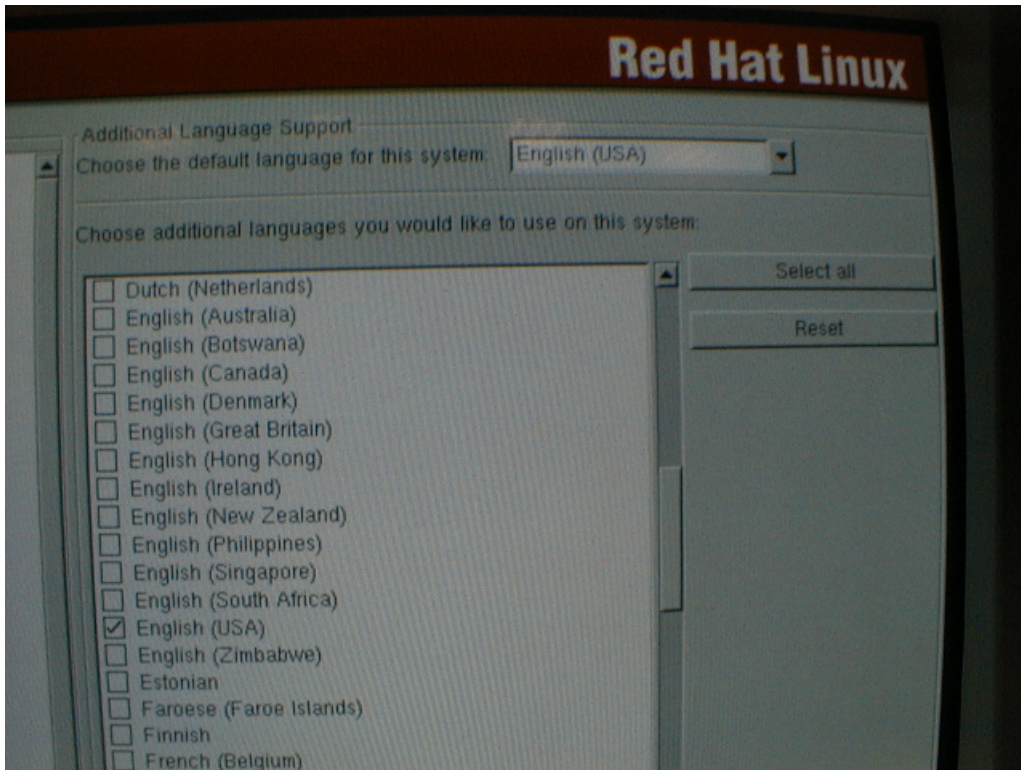 Red Hat Linux
Additional Language Support
Choose the default language for this system: English (USA)
Choose additional languages you would like to use on this system:
Select all
Reset
Dutch (Netherlands)
English (Australia)
English (Botswana)
English (Canada)
English (Denmark)
English (Great Britain)
English (Hong Kong)
English (Ireland)
English (New Zealand)
English (Philippines)
English (Singapore)
English (South Africa)
English (USA)
English (Zimbabwe)
Estonian
Faroese (Faroe Islands)
Finnish
French (Belgium)